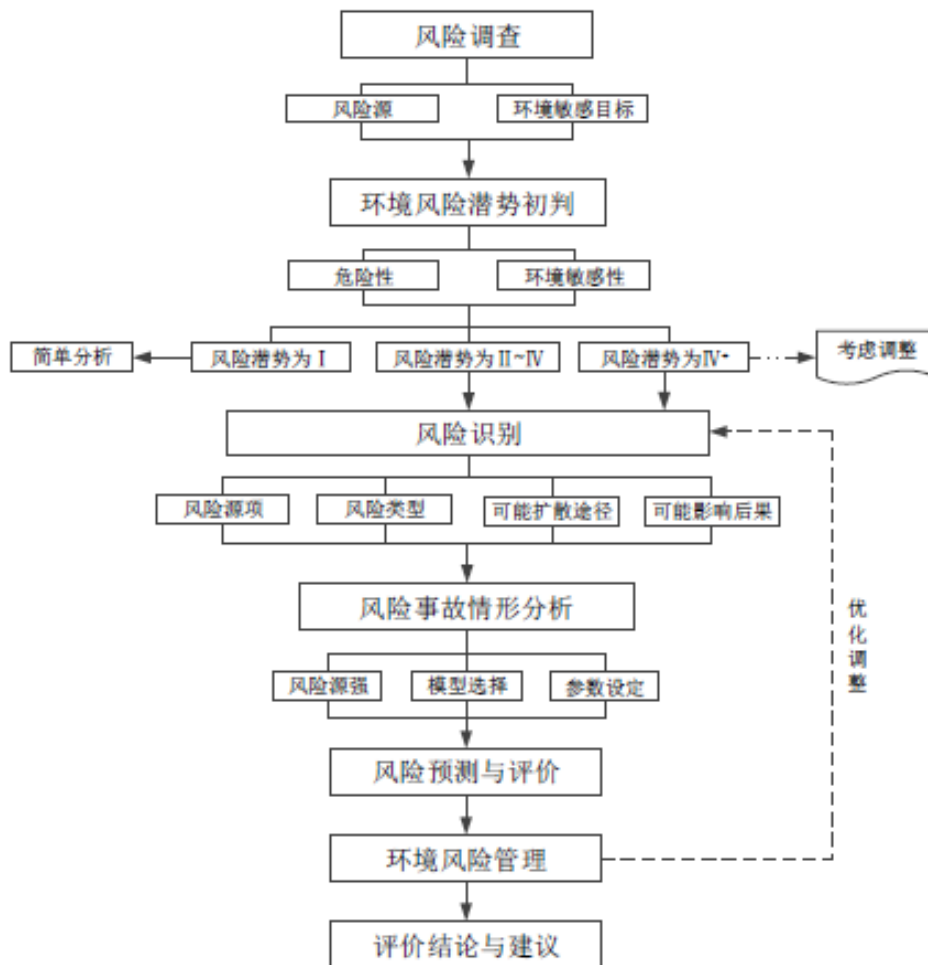 风险调查
风险源
环境敏感目标
环境风险潜势初判
危险性
环境敏感性
简单分析
风险潜势为Ⅰ
风险潜势为Ⅱ~Ⅳ
风险潜势为Ⅳ+
考虑调整
风险识别
风险源项
风险类型
可能扩散途径
可能影响后果
风险事故情形分析
优化调整
风险源强
模型选择
参数设定
风险预测与评价
环境风险管理
评价结论与建议